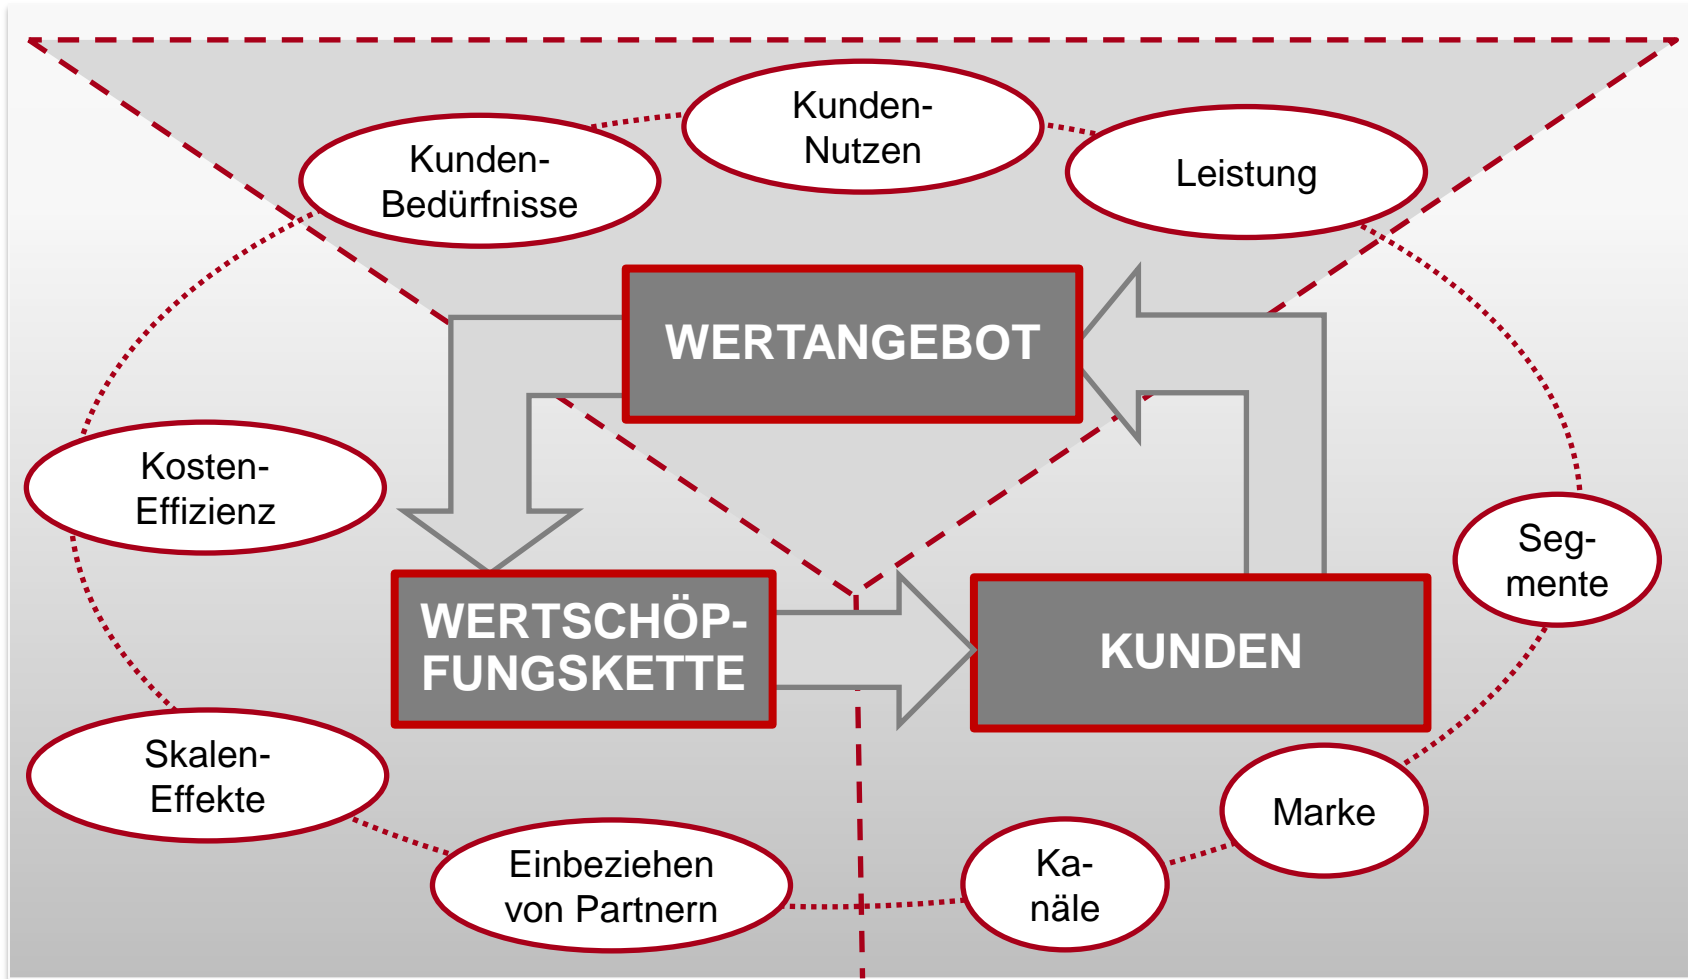 Kunden-
Nutzen
Kunden-
Bedürfnisse
Leistung
WERTANGEBOT
Kosten-
Effizienz
Seg-
mente
WERTSCHÖP-
FUNGSKETTE
KUNDEN
Skalen-
Effekte
Marke
Einbeziehen
von Partnern
Ka-
näle